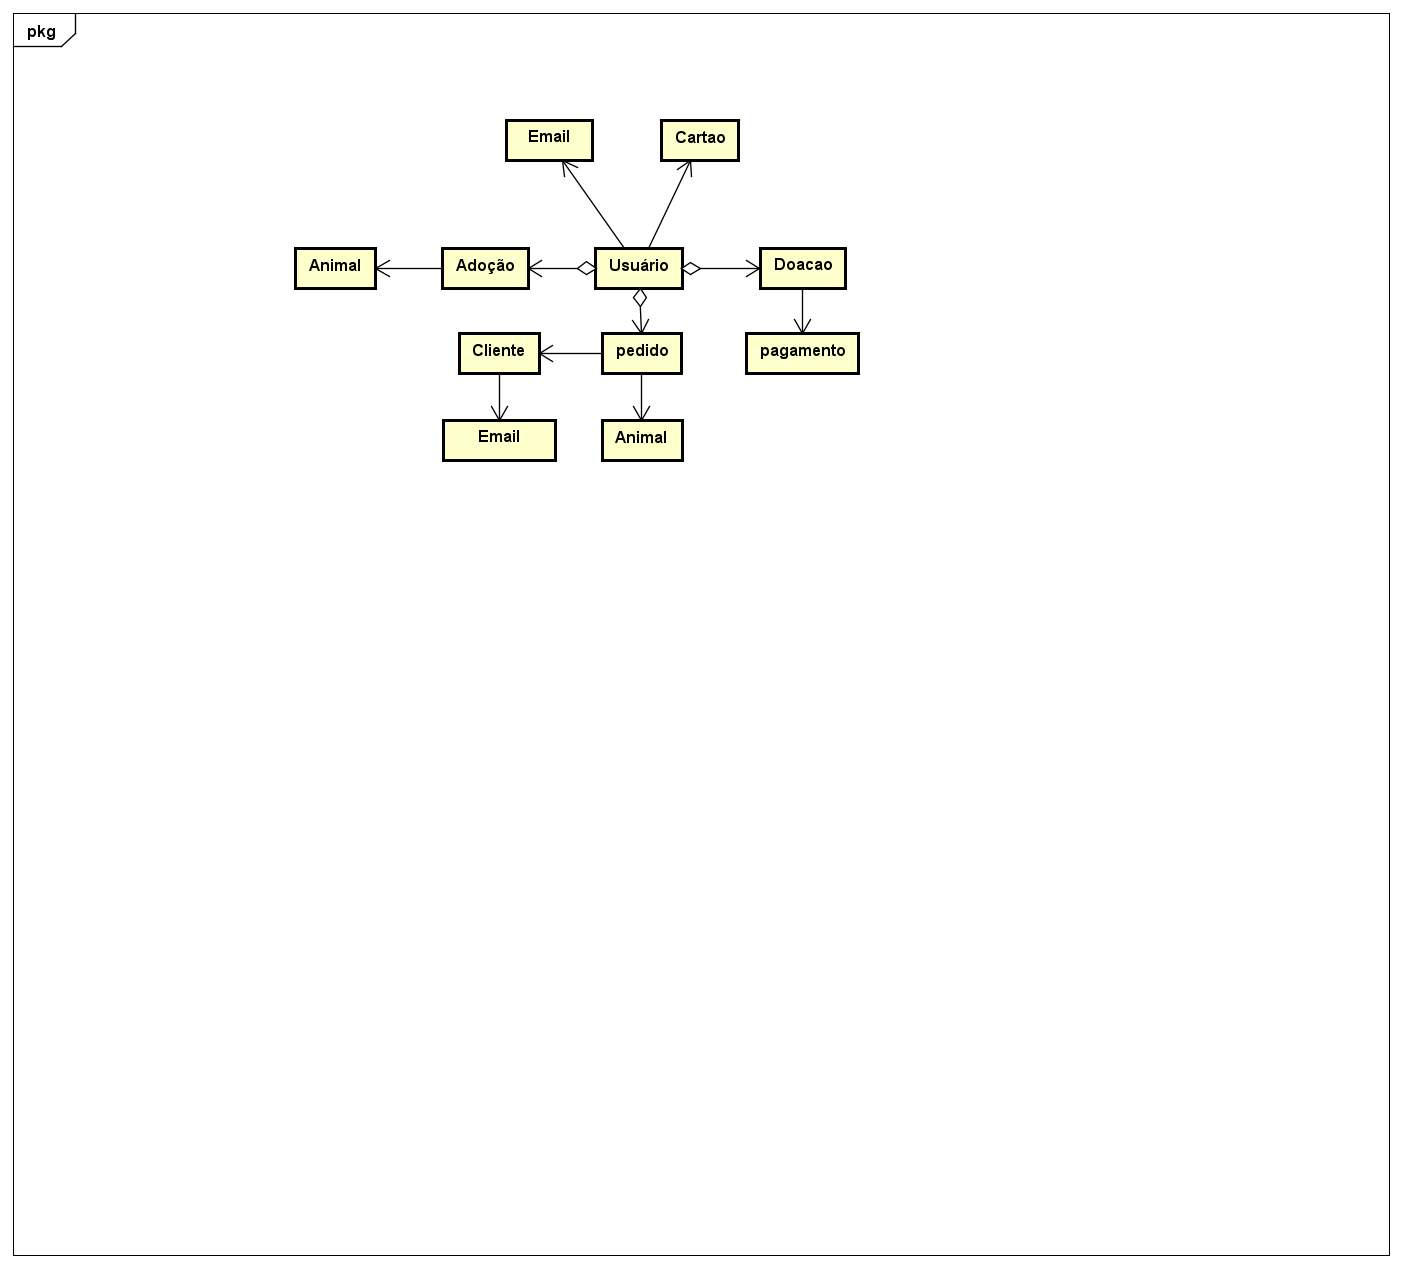 pkg
Email
Cartao
Animal
Adoção
Usuário
Doacao
Cliente
pedido
pagamento
Email
Animal